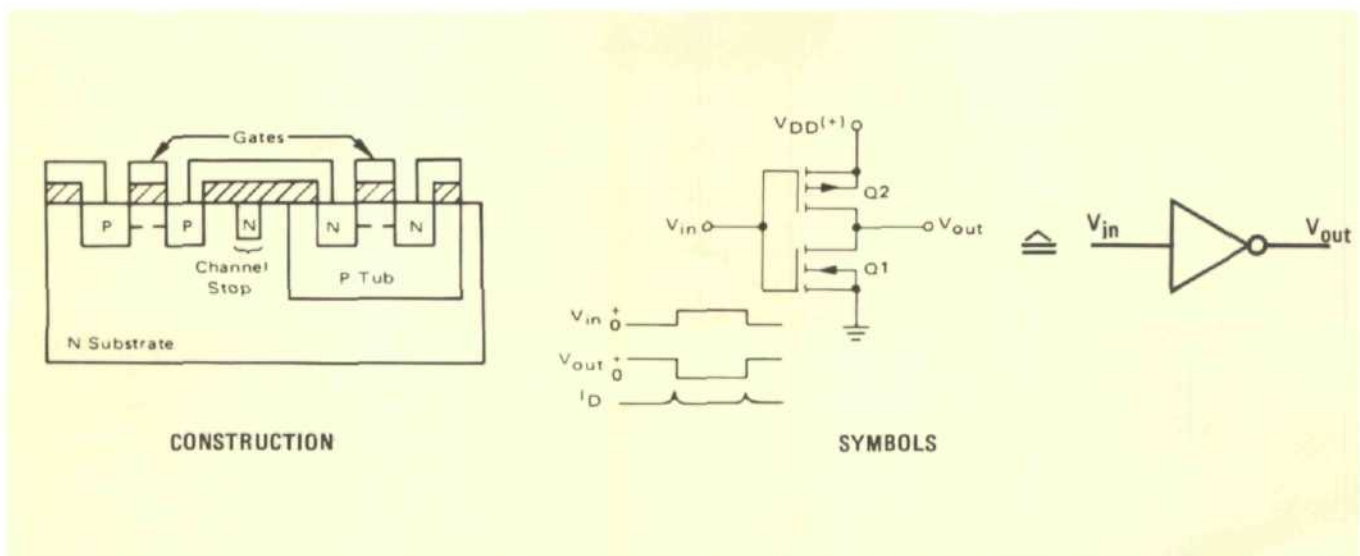 Gates
P
P
N
N
N
Channel
Stop
P Tub
N Substrate
CONSTRUCTION
VDD(+)
Q2
Vin
Vout
Q1
Vin + 0
Vout + 0
ID
SYMBOLS
≙
Vin
Vout